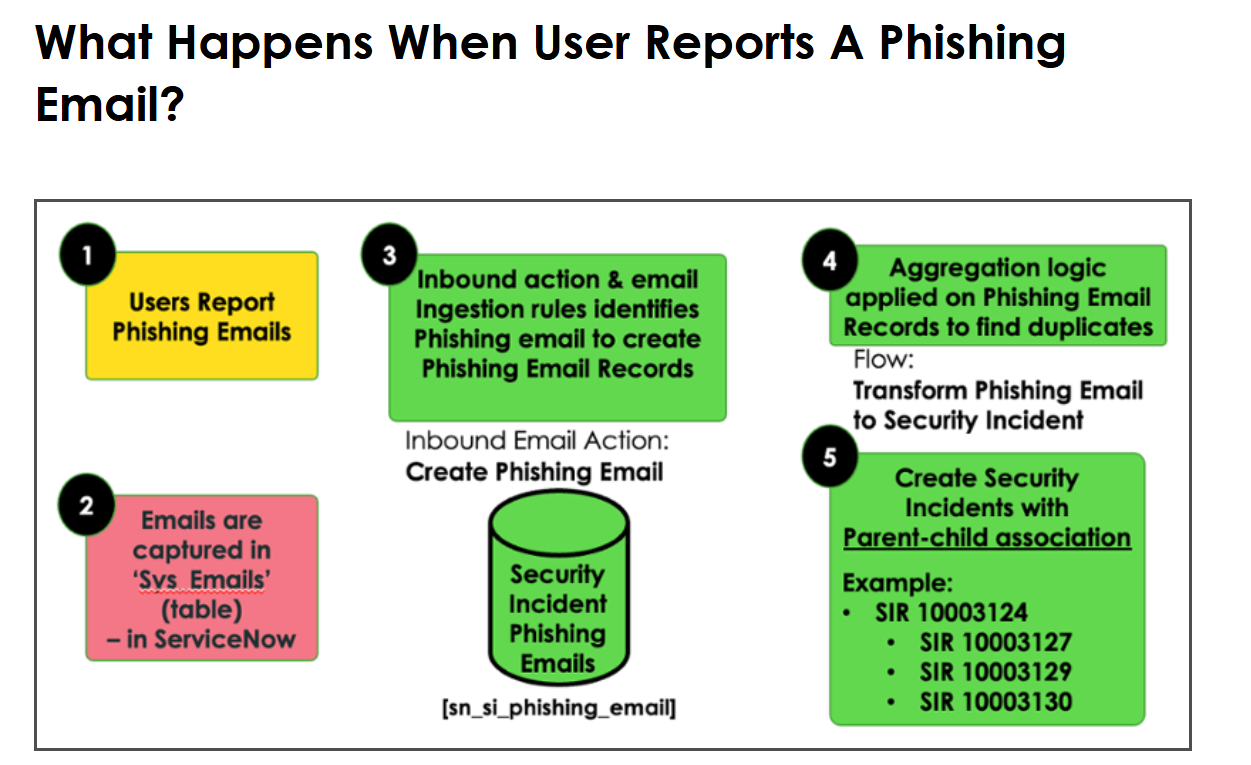 What Happens When User Reports A Phishing
Email?
1
Users Report
Phishing Emails
2
Emails are
captured in
‘Sys_Emails’
(table)
– in ServiceNow
3
Inbound action & email
Ingestion rules identifies
Phishing email to create
Phishing Email Records
Inbound Email Action:
Create Phishing Email
Security
Incident
Phishing
Emails
[sn_si_phishing_email]
4
Aggregation logic
applied on Phishing Email
Records to find duplicates
Flow:
Transform Phishing Email
to Security Incident
5
Create Security
Incidents with
Parent-child association
Example:
• SIR 10003124
• SIR 10003127
• SIR 10003129
• SIR 10003130